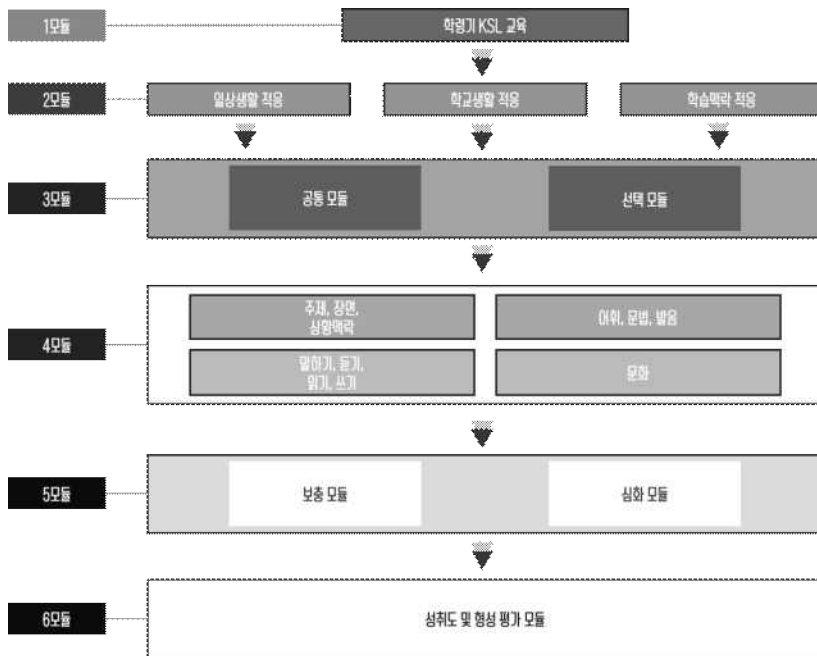 1모듈
학령기 KSL 교육
2모듈
일상생활 적응
학교생활 적응
학습맥락 적응
3모듈
공통 모듈
선택 모듈
4모듈
주제, 장면,
상황맥락
어휘, 문법, 발음
말하기, 듣기,
읽기, 쓰기
문화
5모듈
보충 모듈
심화 모듈
6모듈
성취도 및 형성 평가 모듈